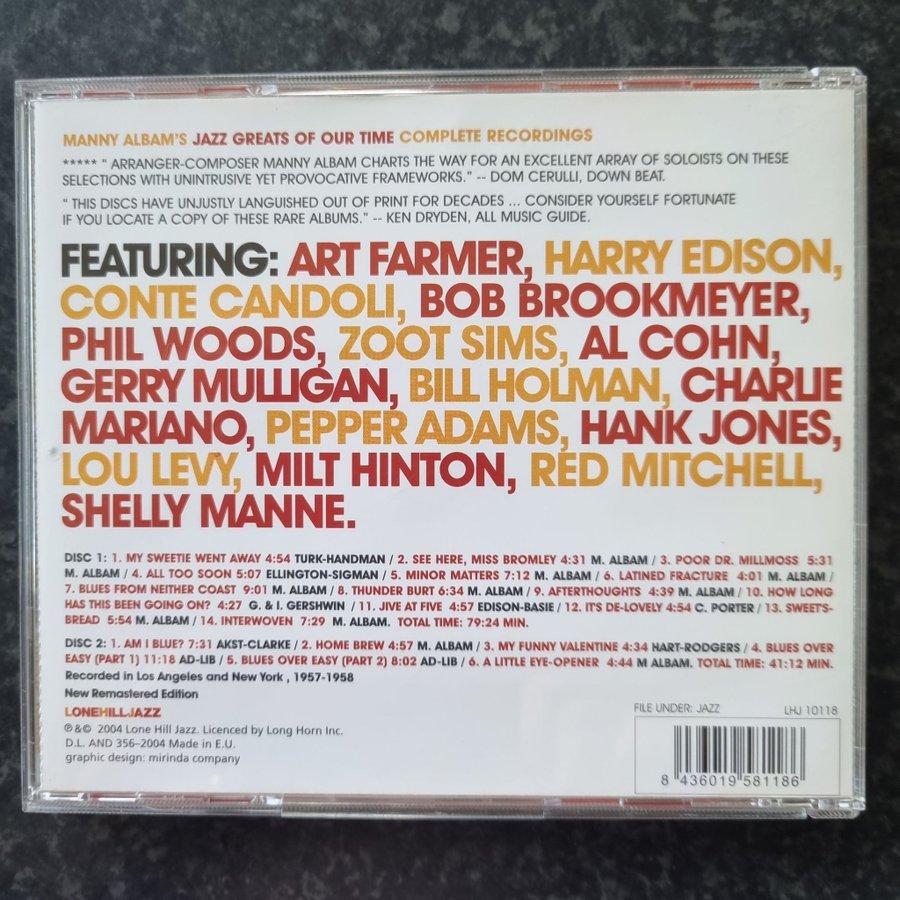 MANNY ALBAM'S JAZZ GREATS OF OUR TIME COMPLETE RECORDINGS
***** " ARRANGER-COMPOSER MANNY ALBAM CHARTS THE WAY FOR AN EXCELLENT ARRAY OF SOLOISTS ON THESE
SELECTIONS WITH UNINTRUSIVE YET PROVOCATIVE FRAMEWORKS." -- DOM CERULLI, DOWN BEAT.
" THIS DISCS HAVE UNJUSTLY LANGUISHED OUT OF PRINT FOR DECADES ... CONSIDER YOURSELF FORTUNATE
IF YOU LOCATE A COPY OF THESE RARE ALBUMS." -- KEN DRYDEN, ALL MUSIC GUIDE.
FEATURING: ART FARMER, HARRY EDISON,
CONTE CANDOLI, BOB BROOKMEYER,
PHIL WOODS, ZOOT SIMS, AL COHN,
GERRY MULLIGAN, BILL HOLMAN, CHARLIE
MARIANO, PEPPER ADAMS, HANK JONES,
LOU LEVY, MILT HINTON, RED MITCHELL,
SHELLY MANNE.
DISC 1: 1. MY SWEETIE WENT AWAY 4:54 TURK-HANDMAN / 2. SEE HERE, MISS BROMLEY 4:31 M. ALBAM / 3. POOR DR. MILLMOSS 5:31
M. ALBAM / 4. ALL TOO SOON 5:07 ELLINGTON-SIGMAN / 5. MINOR MATTERS 7:12 M. ALBAM / 6. LATINED FRACTURE 4:01 M. ALBAM /
7. BLUES FROM NEITHER COAST 9:01 M. ALBAM / 8. THUNDER BURT 6:34 M. ALBAM / 9. AFTERTHOUGHTS 4:39 M. ALBAM / 10. HOW LONG
HAS THIS BEEN GOING ON? 4:27 G. & I. GERSHWIN / 11. JIVE AT FIVE 4:57 EDISON-BASIE / 12. IT'S DE-LOVELY 4:54 C. PORTER / 13. SWEET'S-
BREAD 5:54 M. ALBAM / 14. INTERWOVEN 7:29 M. ALBAM. TOTAL TIME: 79:24 MIN.
DISC 2: 1. AM I BLUE? 7:31 AKST-CLARKE / 2. HOME BREW 4:57 M. ALBAM / 3. MY FUNNY VALENTINE 4:34 HART-RODGERS / 4. BLUES OVER
EASY (PART 1) 11:18 AD-LIB / 5. BLUES OVER EASY (PART 2) 8:02 AD-LIB / 6. A LITTLE EYE-OPENER 4:44 M ALBAM. TOTAL TIME: 41:12 MIN.
Recorded in Los Angeles and New York , 1957-1958
New Remastered Edition
LONEHILLJAZZ
℗ & © 2004 Lone Hill Jazz. Licenced by Long Horn Inc.
D.L. AND 356-2004 Made in E.U.
graphic design: mirinda company
FILE UNDER: JAZZ LHJ 10118
8 436019 581186